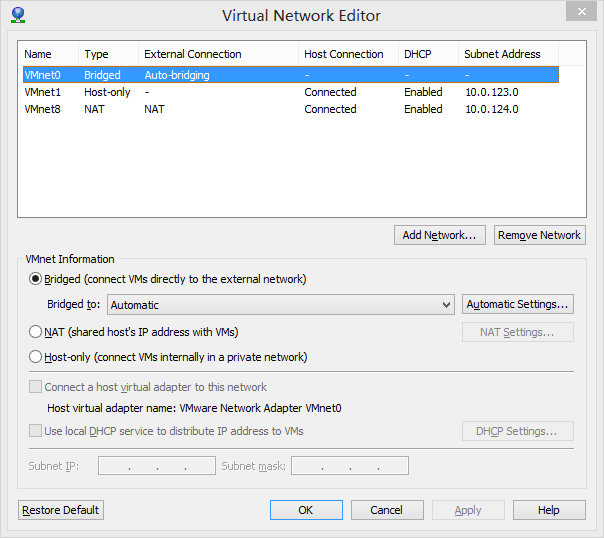 Virtual Network Editor
Name Type External Connection Host Connection DHCP Subnet Address
VMnet0 Bridged Auto-bridging - - -
VMnet1 Host-only - Connected Enabled 10.0.123.0
VMnet8 NAT NAT Connected Enabled 10.0.124.0
Add Network... Remove Network
VMnet Information
Bridged (connect VMs directly to the external network)
Bridged to: Automatic Automatic Settings...
NAT (shared host's IP address with VMs) NAT Settings...
Host-only (connect VMs internally in a private network)
Connect a host virtual adapter to this network
Host virtual adapter name: VMware Network Adapter VMnet0
Use local DHCP service to distribute IP address to VMs DHCP Settings...
Subnet IP: . . . Subnet mask: . . .
Restore Default OK Cancel Apply Help